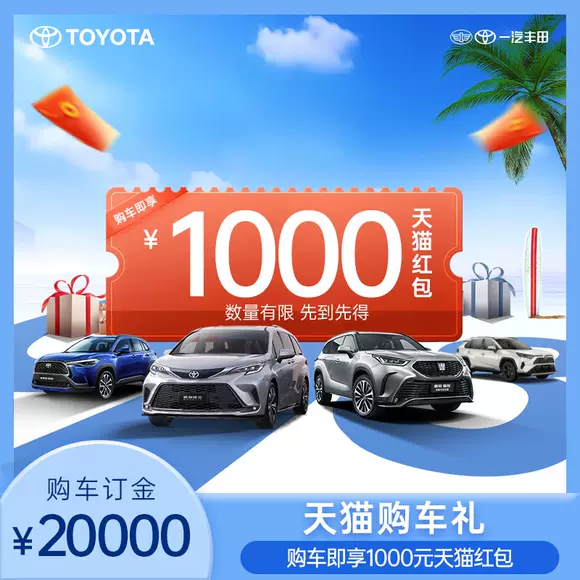 TOYOTA
一汽丰田
购车即享
¥1000
天猫红包
数量有限 先到先得
购车订金
¥20000
天猫购车礼
购车即享1000元天猫红包